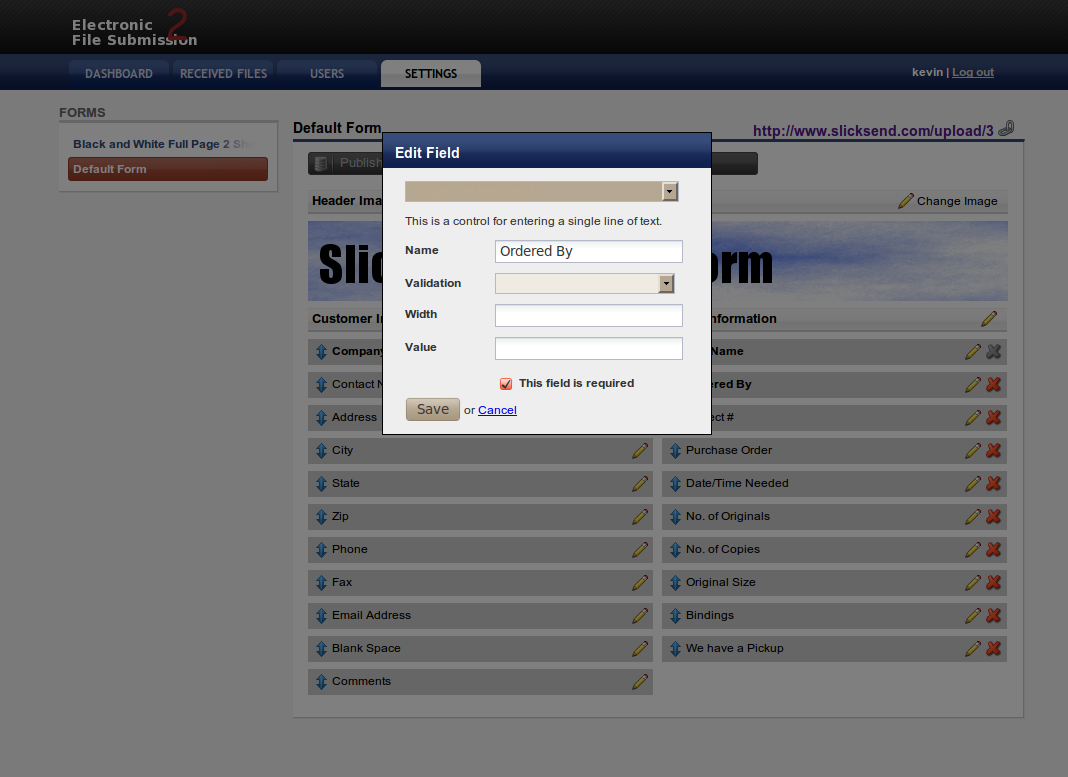 Electronic 2
File Submission
DASHBOARD RECEIVED FILES USERS SETTINGS
kevin | Log out
FORMS
Black and White Full Page 2
Default Form
Default Form
http://www.slicksend.com/upload/3
Publish
Edit Field
This is a control for entering a single line of text.
Name Ordered By
Validation
Width
Value
This field is required
Save or Cancel
Header Ima
Change Image
Slic
orm
Customer I
nformation
Company
Name
Contact N
ered By
Address
ect #
City
Purchase Order
State
Date/Time Needed
Zip
No. of Originals
Phone
No. of Copies
Fax
Original Size
Email Address
Bindings
Blank Space
We have a Pickup
Comments